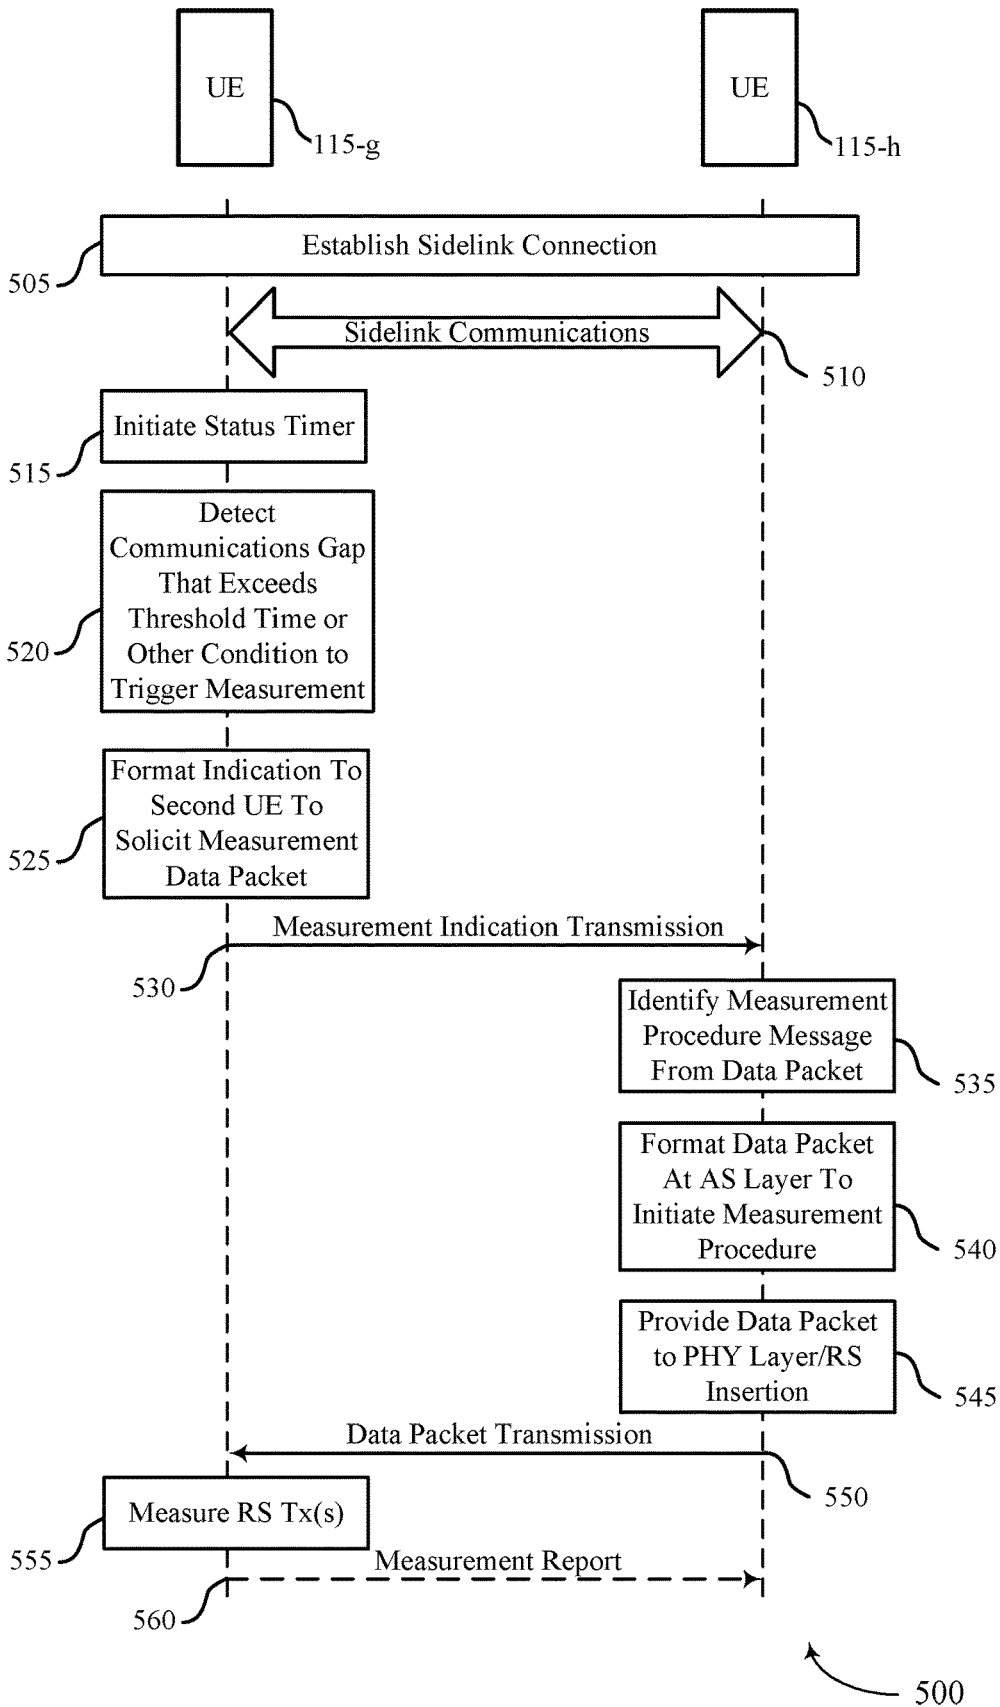 UE
UE
115-g
115-h
Establish Sidelink Connection
505
Sidelink Communications
510
Initiate Status Timer
515
Detect
Communications Gap
That Exceeds
Threshold Time or
Other Condition to
Trigger Measurement
520
Format Indication To
Second UE To
Solicit Measurement
Data Packet
525
Measurement Indication Transmission
530
Identify Measurement
Procedure Message
From Data Packet
535
Format Data Packet
At AS Layer To
Initiate Measurement
Procedure
540
Provide Data Packet
to PHY Layer/RS
Insertion
545
Data Packet Transmission
550
Measure RS Tx(s)
555
Measurement Report
560
500